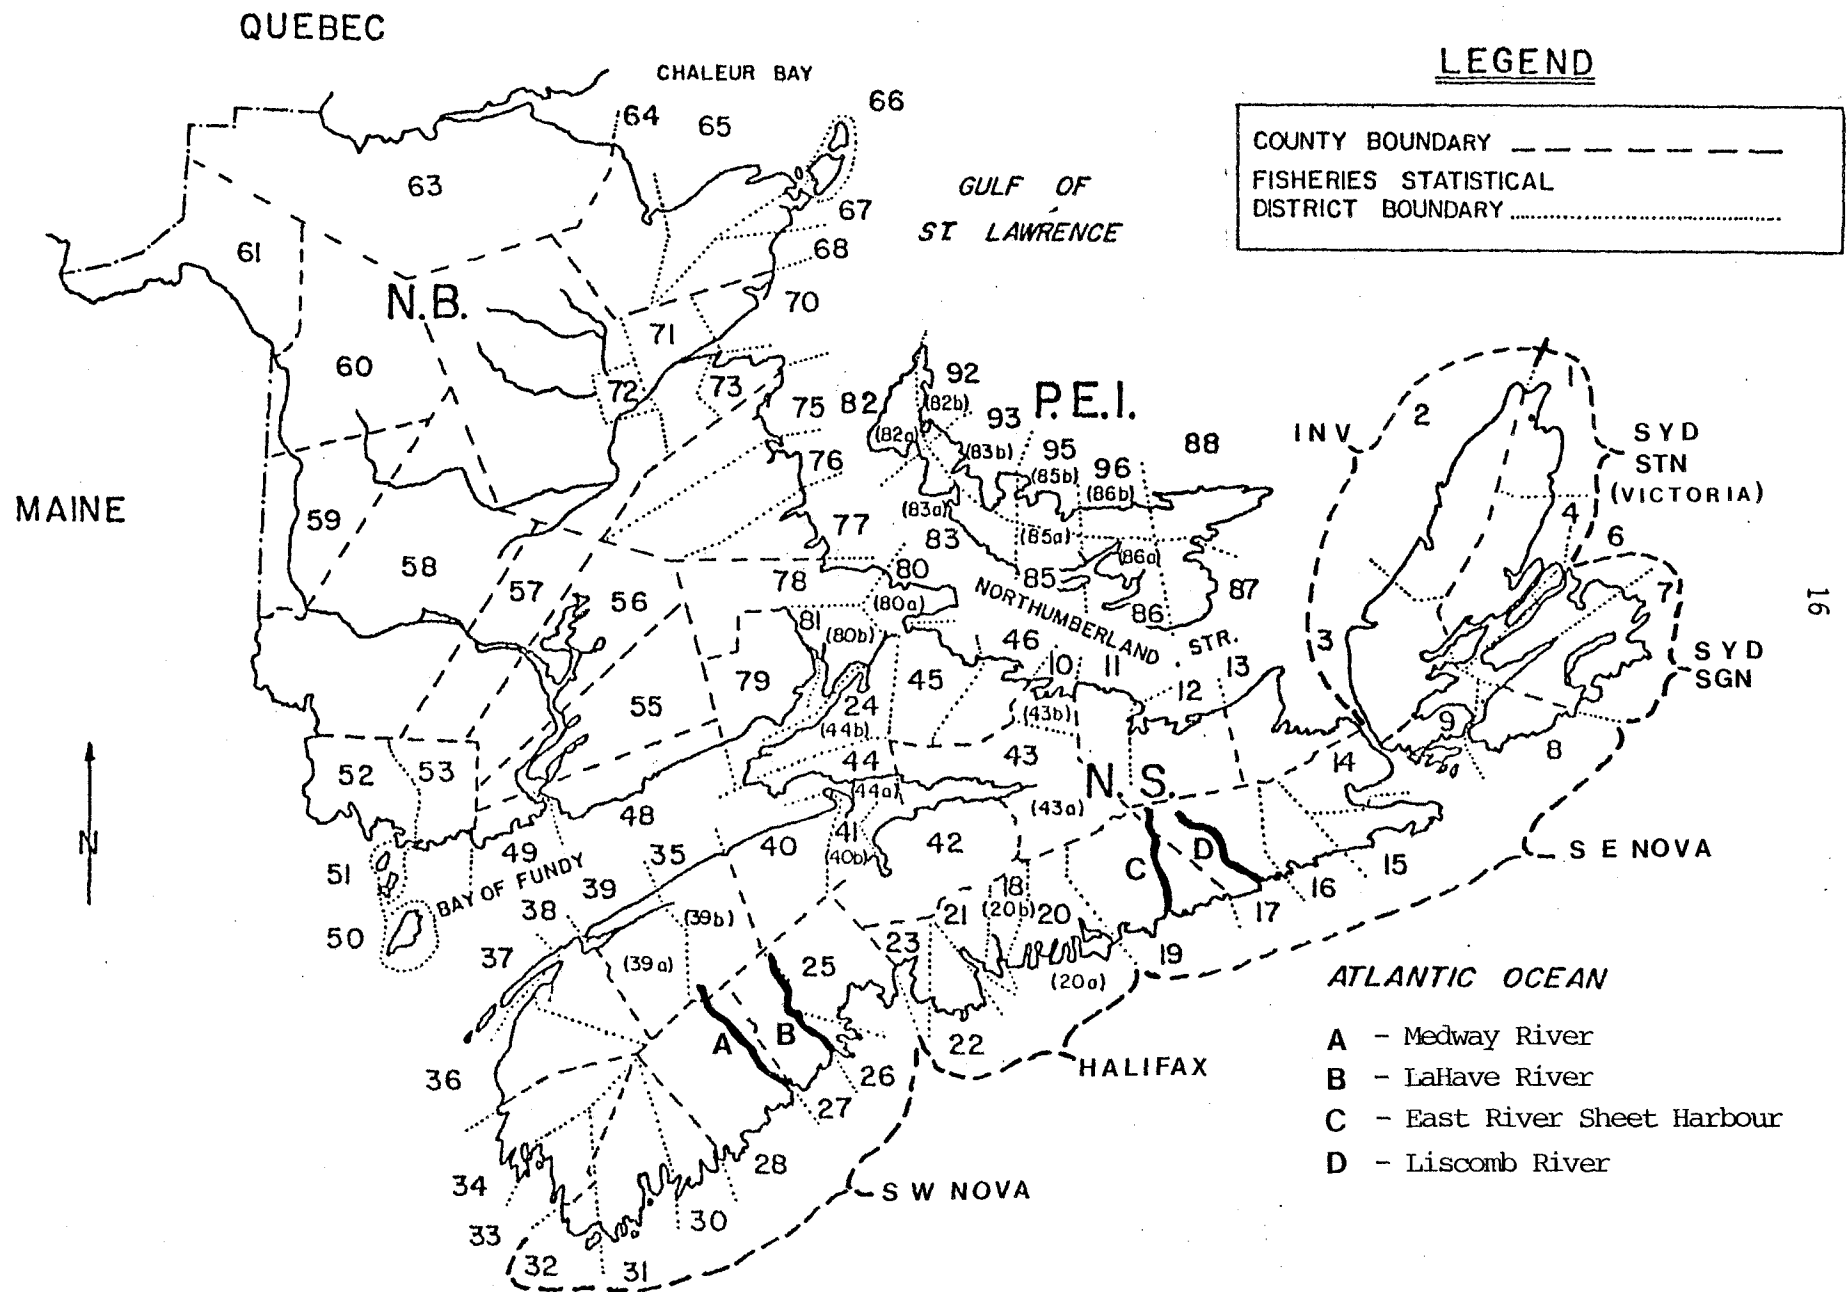 QUEBEC
CHALEUR BAY
LEGEND
COUNTY BOUNDARY
FISHERIES STATISTICAL
DISTRICT BOUNDARY
66
64
65
63
GULF OF
ST. LAWRENCE
67
61
68
N.B.
70
71
60
72
73
75
82
92
(82b)
(82a)
93
(83b)
P.E.I.
95
(85b)
96
(86b)
88
INV
2
1
SYD
STN
(VICTORIA)
MAINE
59
76
77
(83a)
83
(85a)
(86a)
85
86
87
4
6
7
16
58
57
56
78
80
(80a)
81
(80b)
NORTHUMBERLAND STR.
46
10
11
12
13
3
SYD
SGN
55
79
24
(44b)
45
(43b)
9
8
52
53
44
(44a)
43
(43a)
N.S.
14
48
N
49
BAY OF FUNDY
35
40
41
(40b)
42
C
D
15
16
17
S E NOVA
51
50
39
38
37
(39b)
(39a)
18
21
(20b)
20
23
25
19
(20a)
ATLANTIC OCEAN
A
B
22
26
27
HALIFAX
36
A - Medway River
B - LaHave River
C - East River Sheet Harbour
D - Liscomb River
34
28
33
30
S W NOVA
32
31